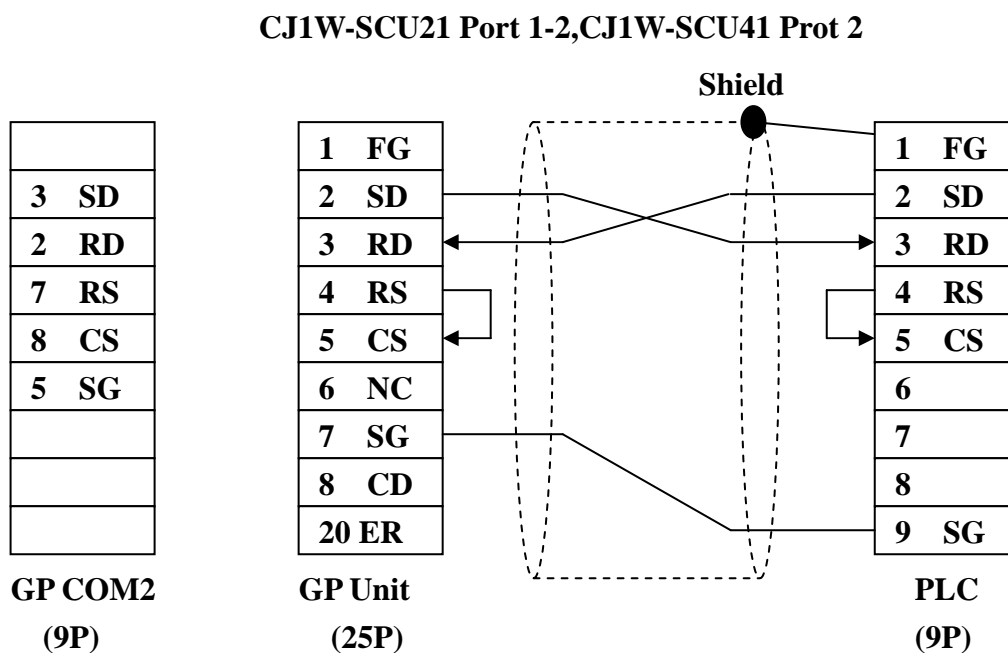 CJ1W-SCU21 Port 1-2,CJ1W-SCU41 Prot 2
Shield
3 SD
2 RD
7 RS
8 CS
5 SG
GP COM2
(9P)
1 FG
2 SD
3 RD
4 RS
5 CS
6 NC
7 SG
8 CD
20 ER
GP Unit
(25P)
1 FG
2 SD
3 RD
4 RS
5 CS
6
7
8
9 SG
PLC
(9P)